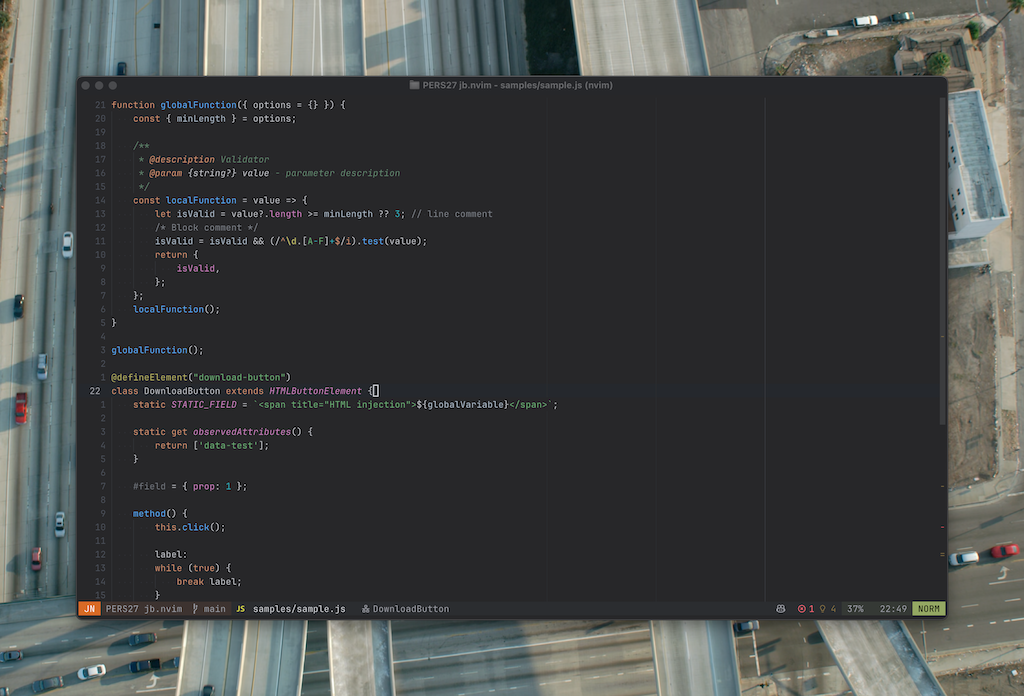 PERS27 jb.nvim - samples/sample.js (nvim)
21 function globalFunction({ options = {} }) {
20 const { minLength } = options;
19
18 /**
17 * @description Validator
16 * @param {string?} value - parameter description
15 */
14 const localFunction = value => {
13 let isValid = value?.length >= minLength ?? 3; // line comment
12 /* Block comment */
11 isValid = isValid && (/^\d.[A-F]+$/i).test(value);
10 return {
9 isValid,
8 };
7 };
6 localFunction();
5 }
4
3 globalFunction();
2
1 @defineElement("download-button")
22 class DownloadButton extends HTMLButtonElement {
1 static STATIC_FIELD = `<span title="HTML injection">${globalVariable}</span>`;
2
3 static get observedAttributes() {
4 return ['data-test'];
5 }
6
7 #field = { prop: 1 };
8
9 method() {
10 this.click();
11
12 label:
13 while (true) {
14 break label;
15 }
JN PERS27 jb.nvim main JS samples/sample.js DownloadButton 1 4 37% 22:49 NORM